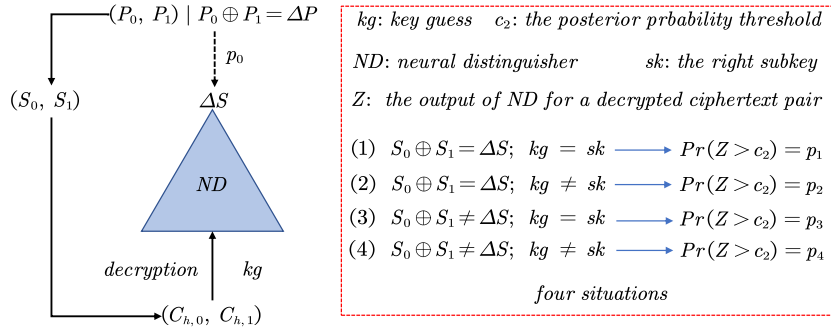 (P₀, P₁) | P₀ ⊕ P₁ = ΔP
p₀
(S₀, S₁)
ΔS
ND
decryption kg
(Cₕ,₀, Cₕ,₁)
kg: key guess c₂: the posterior prbability threshold
ND: neural distinguisher sk: the right subkey
Z: the output of ND for a decrypted ciphertext pair
(1) S₀ ⊕ S₁ = ΔS; kg = sk → Pr(Z > c₂) = p₁
(2) S₀ ⊕ S₁ = ΔS; kg ≠ sk → Pr(Z > c₂) = p₂
(3) S₀ ⊕ S₁ ≠ ΔS; kg = sk → Pr(Z > c₂) = p₃
(4) S₀ ⊕ S₁ ≠ ΔS; kg ≠ sk → Pr(Z > c₂) = p₄
four situations